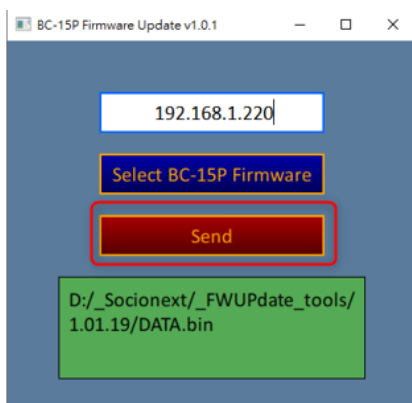 BC-15P Firmware Update v1.0.1
192.168.1.220
Select BC-15P Firmware
Send
D:/_Socionext/_FWUPdate_tools/
1.01.19/DATA.bin